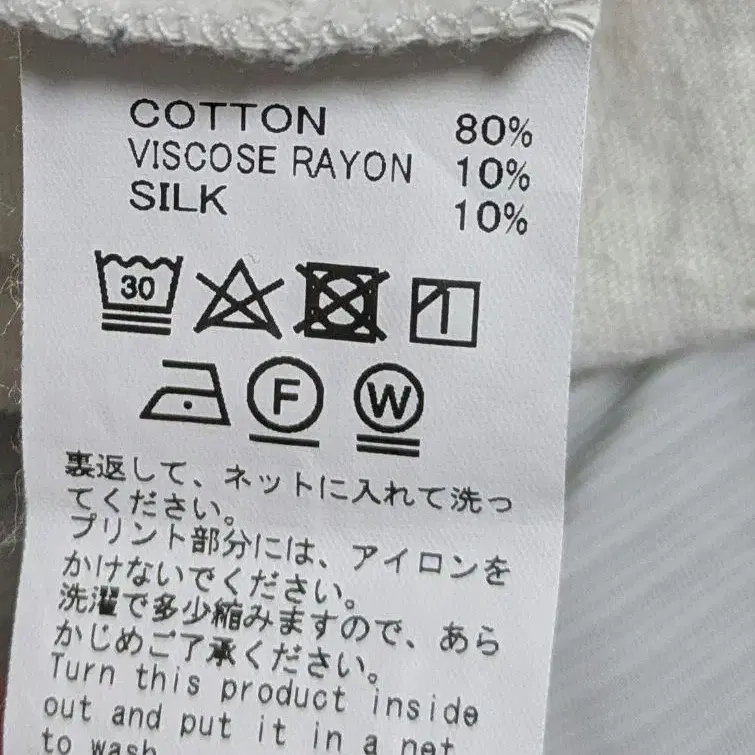 COTTON 80%
VISCOSE RAYON 10%
SILK 10%
30
F W
裏返して、ネットに入れて洗っ
てください。
プリント部分には、アイロンを
かけないでください。
洗濯で多少縮みますので、あら
かじめご了承ください。
Turn this product inside
out and put it in a net
to wash